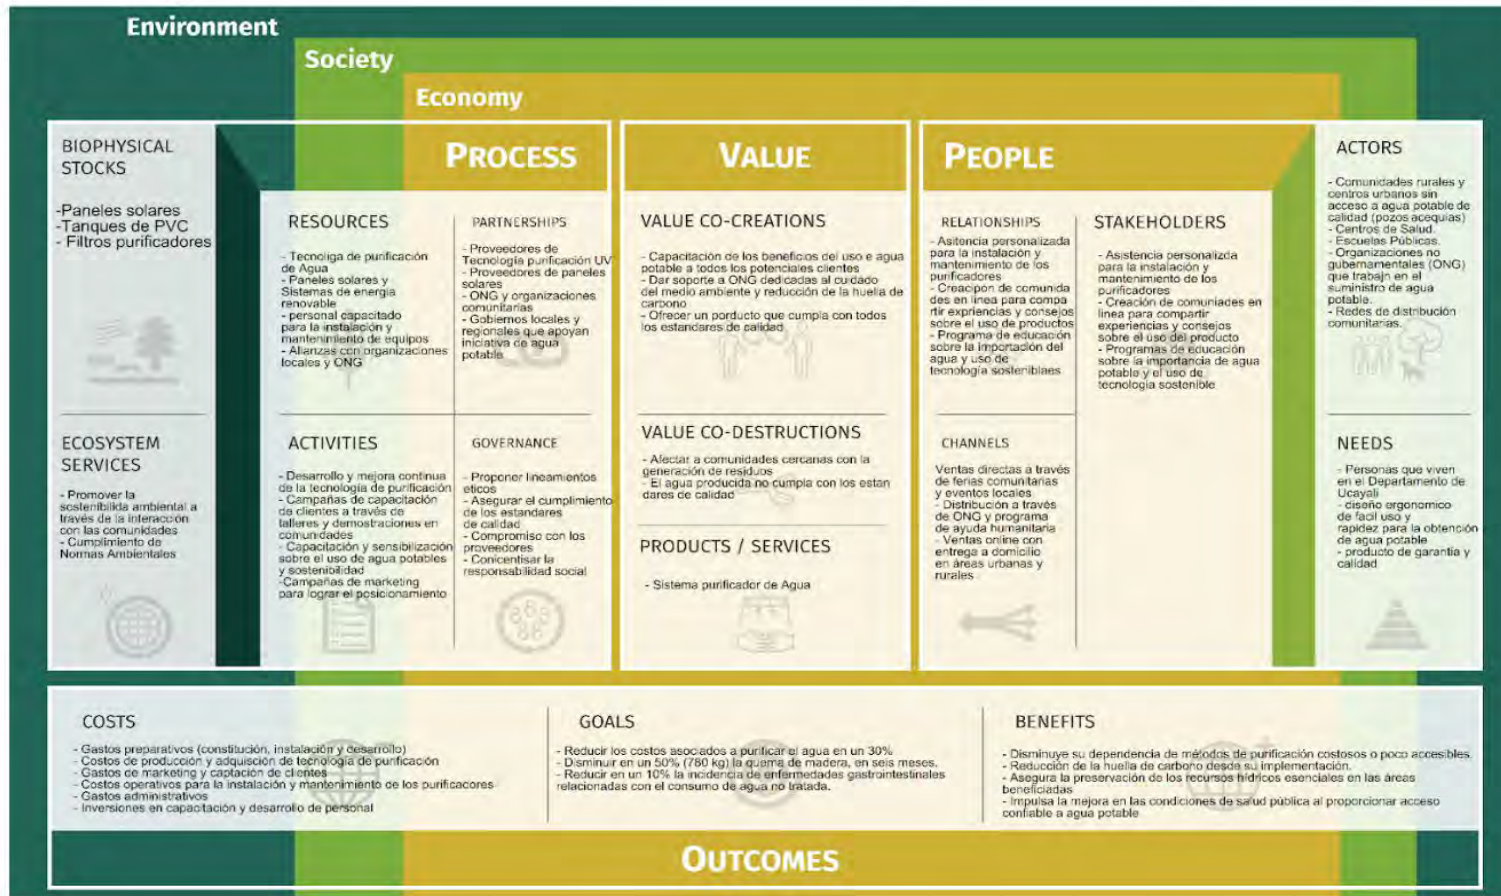 Environment
Society
Economy
BIOPHYSICAL
STOCKS
-Paneles solares
-Tanques de PVC
- Filtros purificadores
ECOSYSTEM
SERVICES
- Promover la
sostenibilida ambiental a
través de la interacción
con las comunidades
- Cumplimiento de
Normas Ambientales
PROCESS
RESOURCES
- Tecnoliga de purificación
de Agua
- Paneles solares y
Sistemas de energia
renovable
- personal capacitado
para la instalación y
mantenimiento de equipos
- Alianzas con organizaciones
locales y ONG
PARTNERSHIPS
- Proveedores de
Tecnología purificación UV
- Proveedores de paneles
solares
- ONG y organizaciones
comunitarias
- Gobiernos locales y
regionales que apoyan
iniciativa de agua
potable
ACTIVITIES
- Desarrollo y mejora continua
de la tecnología de purificación
- Campañas de capacitación
de clientes a través de
talleres y demostraciones en
comunidades
- Capacitación y sensibilización
sobre el uso de agua potables
y sostenibilidad
-Campañas de marketing
para lograr el posicionamiento
GOVERNANCE
- Proponer lineamientos
eticos
- Asegurar el cumplimiento
de los estandares
de calidad
- Compromiso con los
proveedores
- Conicentisar la
responsabilidad social
VALUE
VALUE CO-CREATIONS
- Capacitación de los beneficios del uso e agua
potable a todos los potenciales clientes
- Dar soporte a ONG dedicadas al cuidado
del medio ambiente y reducción de la huella de
carbono
- Ofrecer un porducto que cumpla con todos
los estandares de calidad
VALUE CO-DESTRUCTIONS
- Afectar a comunidades cercanas con la
generación de residuos
- El agua producida no cumpla con los estan
dares de calidad
PRODUCTS / SERVICES
- Sistema purificador de Agua
PEOPLE
RELATIONSHIPS
- Asitencia personalizada
para la instalación y
mantenimiento de los
purificadores
- Creacipon de comunida
des en linea para compa
rtir expriencias y consejos
sobre el uso de productos
- Programa de educación
sobre la importación del
agua y uso de
tecnología sosteniblaes
STAKEHOLDERS
- Asistencia personalizda
para la instalación y
mantenimiento de los
purificadores
- Creación de comuniades en
linea para compartir
experiencias y consejos
sobre el uso del producto
- Programas de educación
sobre la importancia de agua
potable y el uso de
tecnología sostenible
CHANNELS
Ventas directas a través
de ferias comunitarias
y eventos locales
- Distribución a través
de ONG y programa
de ayuda humanitaria
- Ventas online con
entrega a domicilio
en áreas urbanas y
rurales
ACTORS
- Comunidades rurales y
centros urbanos sin
acceso a agua potable de
calidad (pozos acequias)
- Centros de Salud.
- Escuelas Públicas.
- Organizaciones no
gubernamentales (ONG)
que trabajo en el
suministro de agua
potable.
- Redes de distribución
comunitarias.
NEEDS
- Personas que viven
en el Departamento de
Ucayali
- diseño ergonomico
de facil uso y
rapidez para la obtención
de agua potable
- producto de garantía y
calidad
COSTS
- Gastos preparativos (constitución, instalación y desarrollo)
- Costos de producción y adquisción de tecnología de purificación
- Gastos de marketing y captación de clientes
- Costos operativos para la instalación y mantenimiento de los purificacores
- Gastos administrativos
- Inversiones en capacitación y desarrollo de personal
GOALS
- Reducir los costos asociados a purificar el agua en un 30%
- Disminuir en un 50% (780 kg) la quema de madera, en seis meses.
- Reducir en un 10% la incidencia de enfermedades gastrointestinales
relacionadas con el consumo de agua no tratada.
BENEFITS
- Disminuye su dependencia de métodos de purificación costosos o poco accesibles.
- Reducción de la huella de carbono desde su implementación.
- Asegura la preservación de los recursos hídricos esenciales en las áreas
beneficiadas
- Impulsa la mejora en las condiciones de salud pública al proporcionar acceso
confiable a agua potable
OUTCOMES